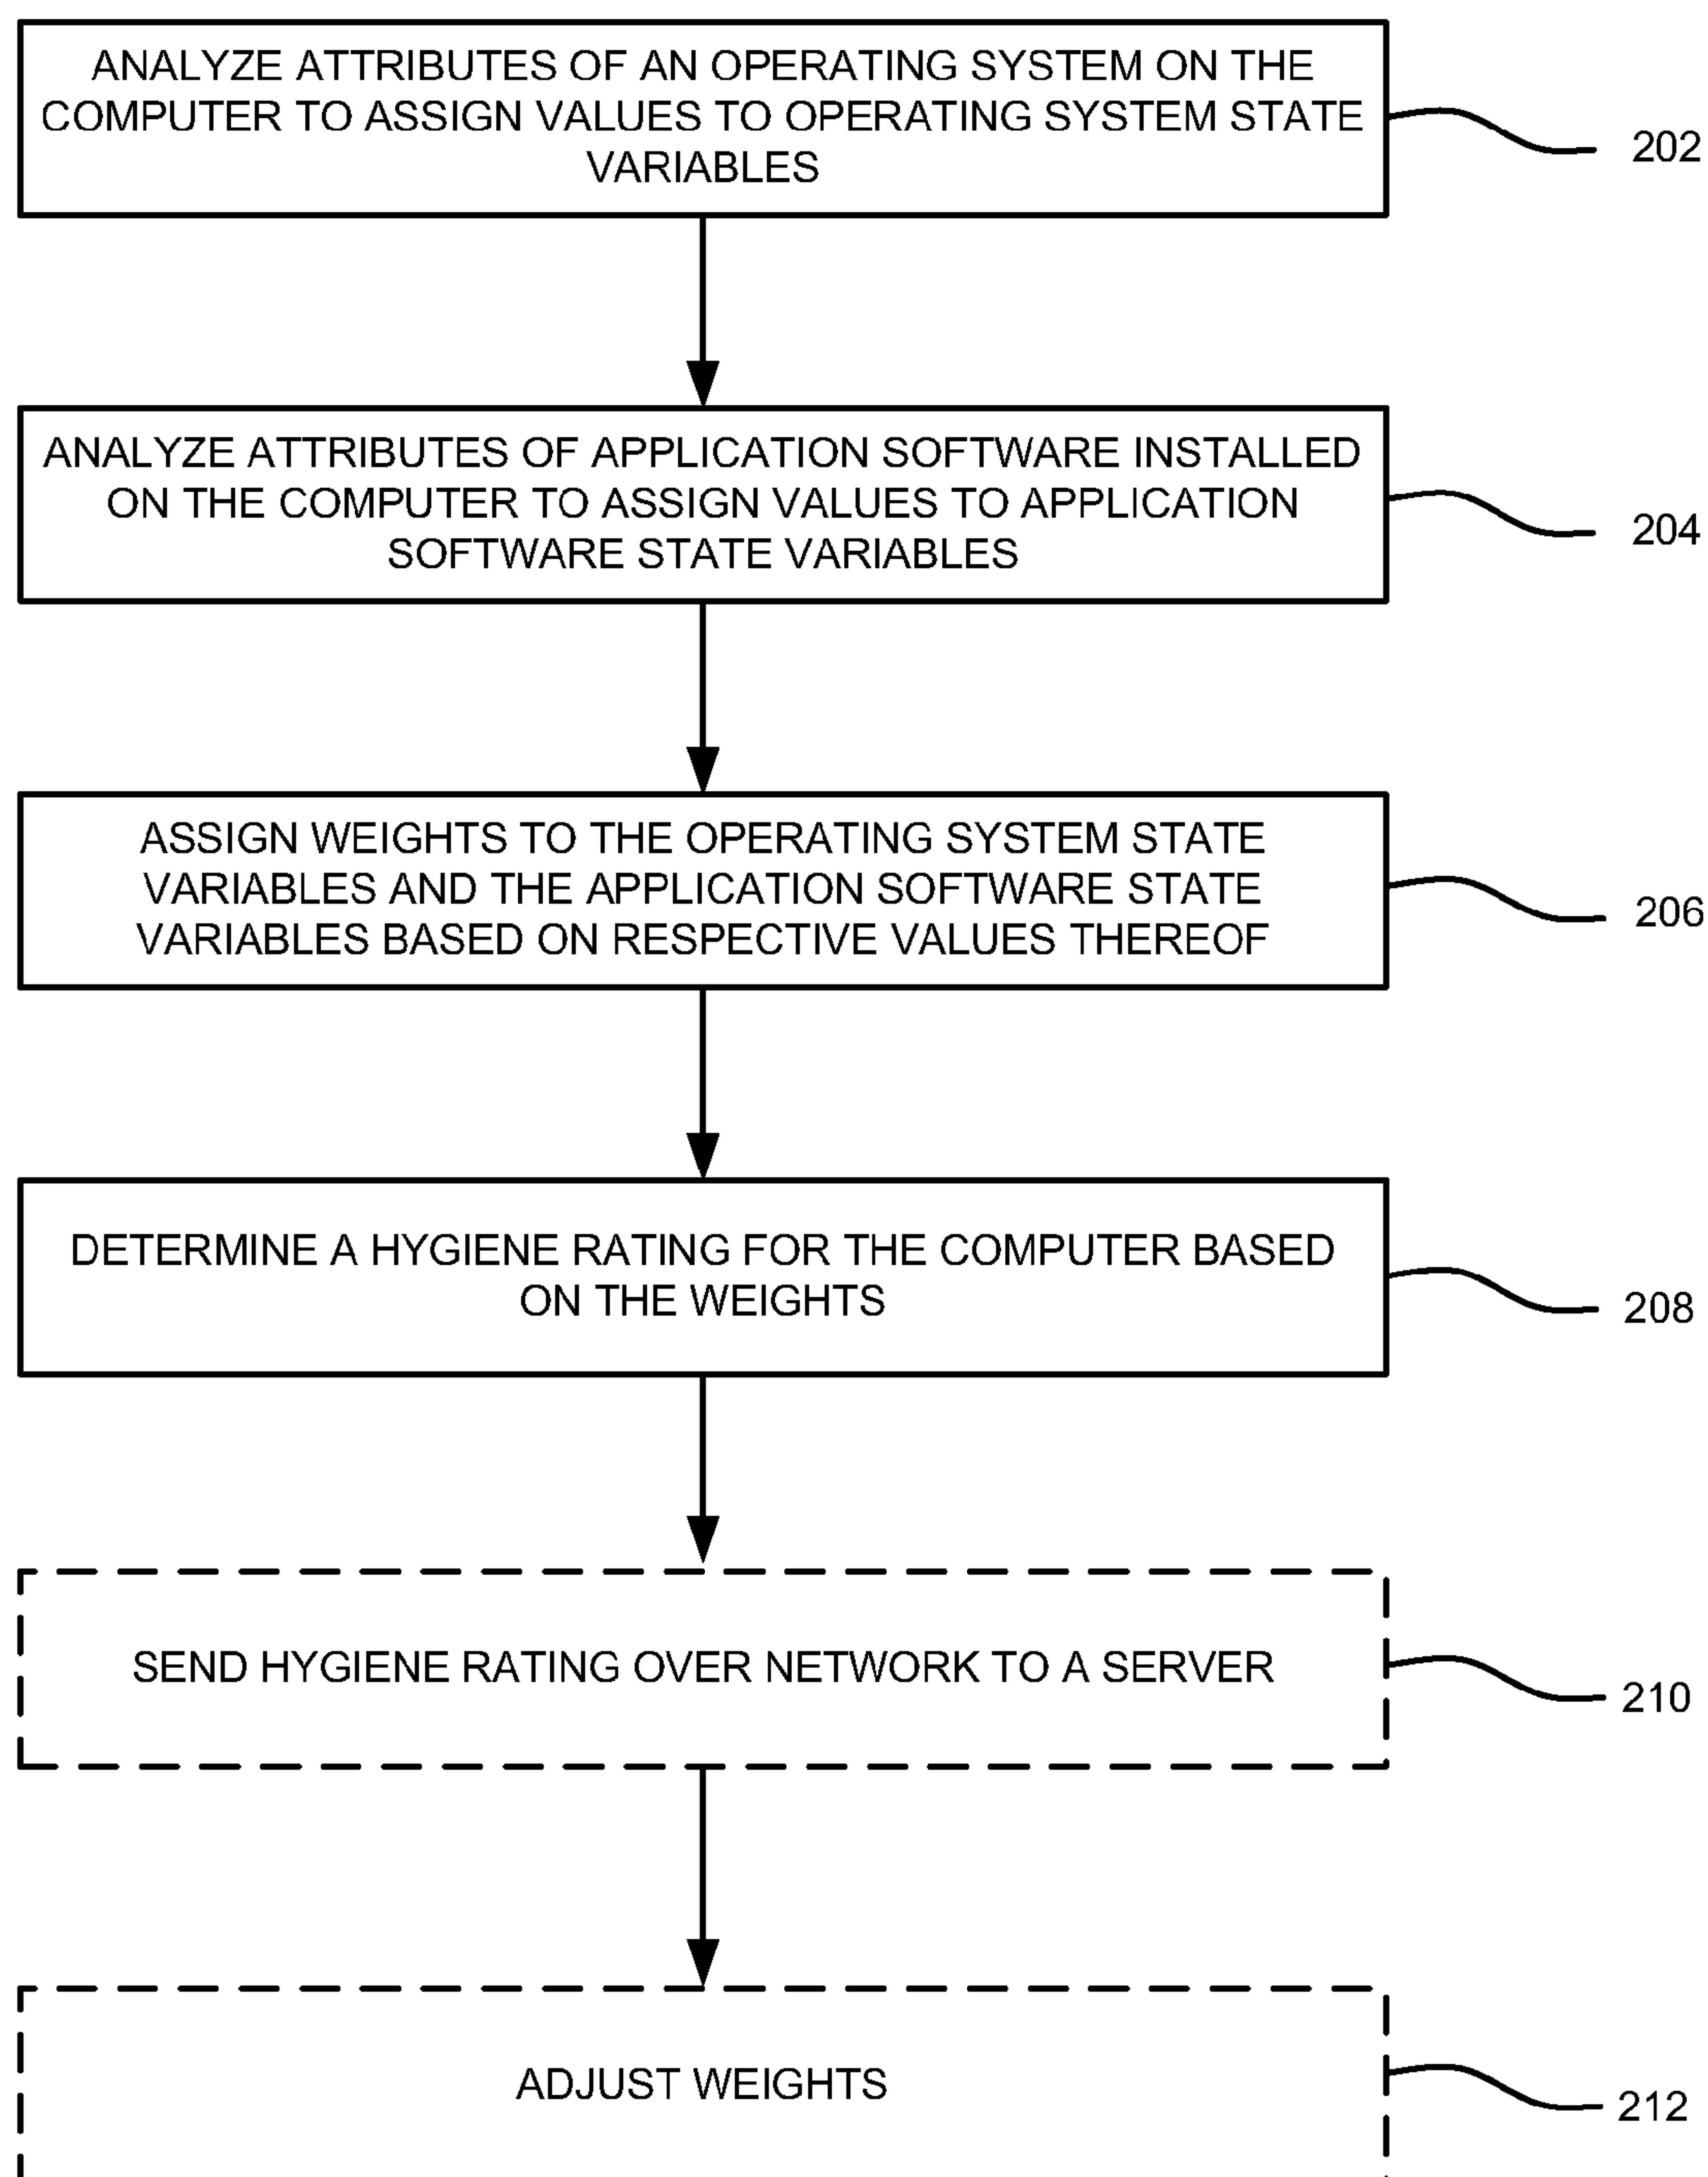 ANALYZE ATTRIBUTES OF AN OPERATING SYSTEM ON THE
COMPUTER TO ASSIGN VALUES TO OPERATING SYSTEM STATE
VARIABLES
202
ANALYZE ATTRIBUTES OF APPLICATION SOFTWARE INSTALLED
ON THE COMPUTER TO ASSIGN VALUES TO APPLICATION
SOFTWARE STATE VARIABLES
204
ASSIGN WEIGHTS TO THE OPERATING SYSTEM STATE
VARIABLES AND THE APPLICATION SOFTWARE STATE
VARIABLES BASED ON RESPECTIVE VALUES THEREOF
206
DETERMINE A HYGIENE RATING FOR THE COMPUTER BASED
ON THE WEIGHTS
208
SEND HYGIENE RATING OVER NETWORK TO A SERVER
210
ADJUST WEIGHTS
212